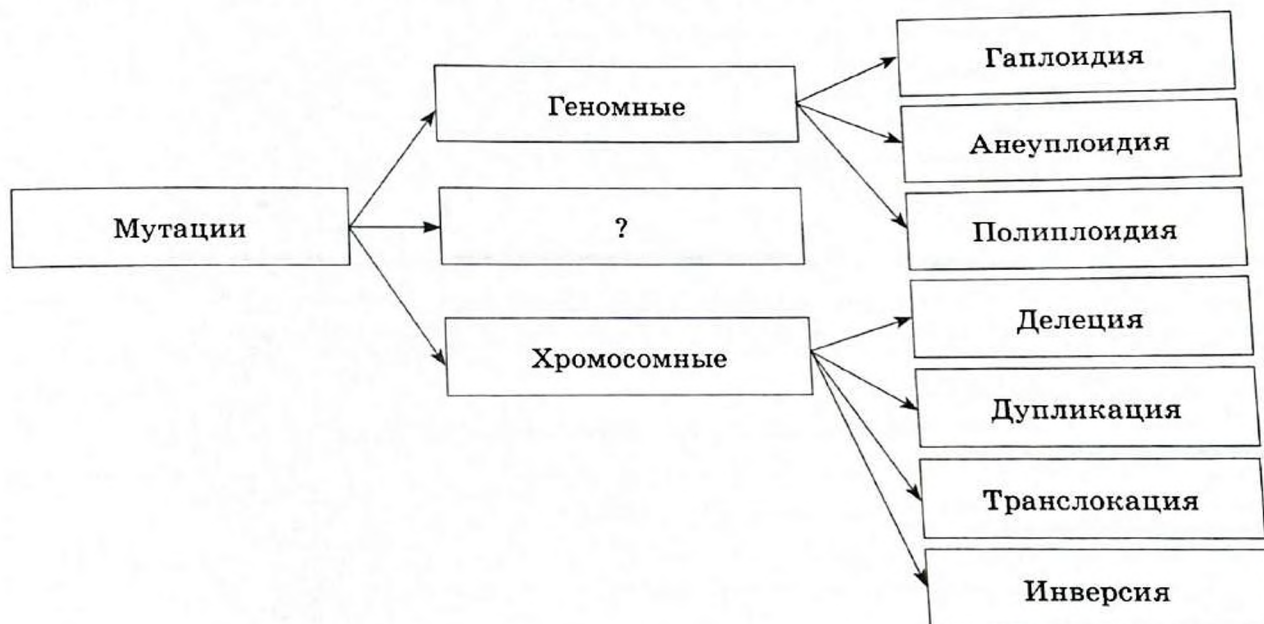 Мутации
Геномные
?
Хромосомные
Гаплоидия
Анеуплоидия
Полиплоидия
Делеция
Дупликация
Транслокация
Инверсия